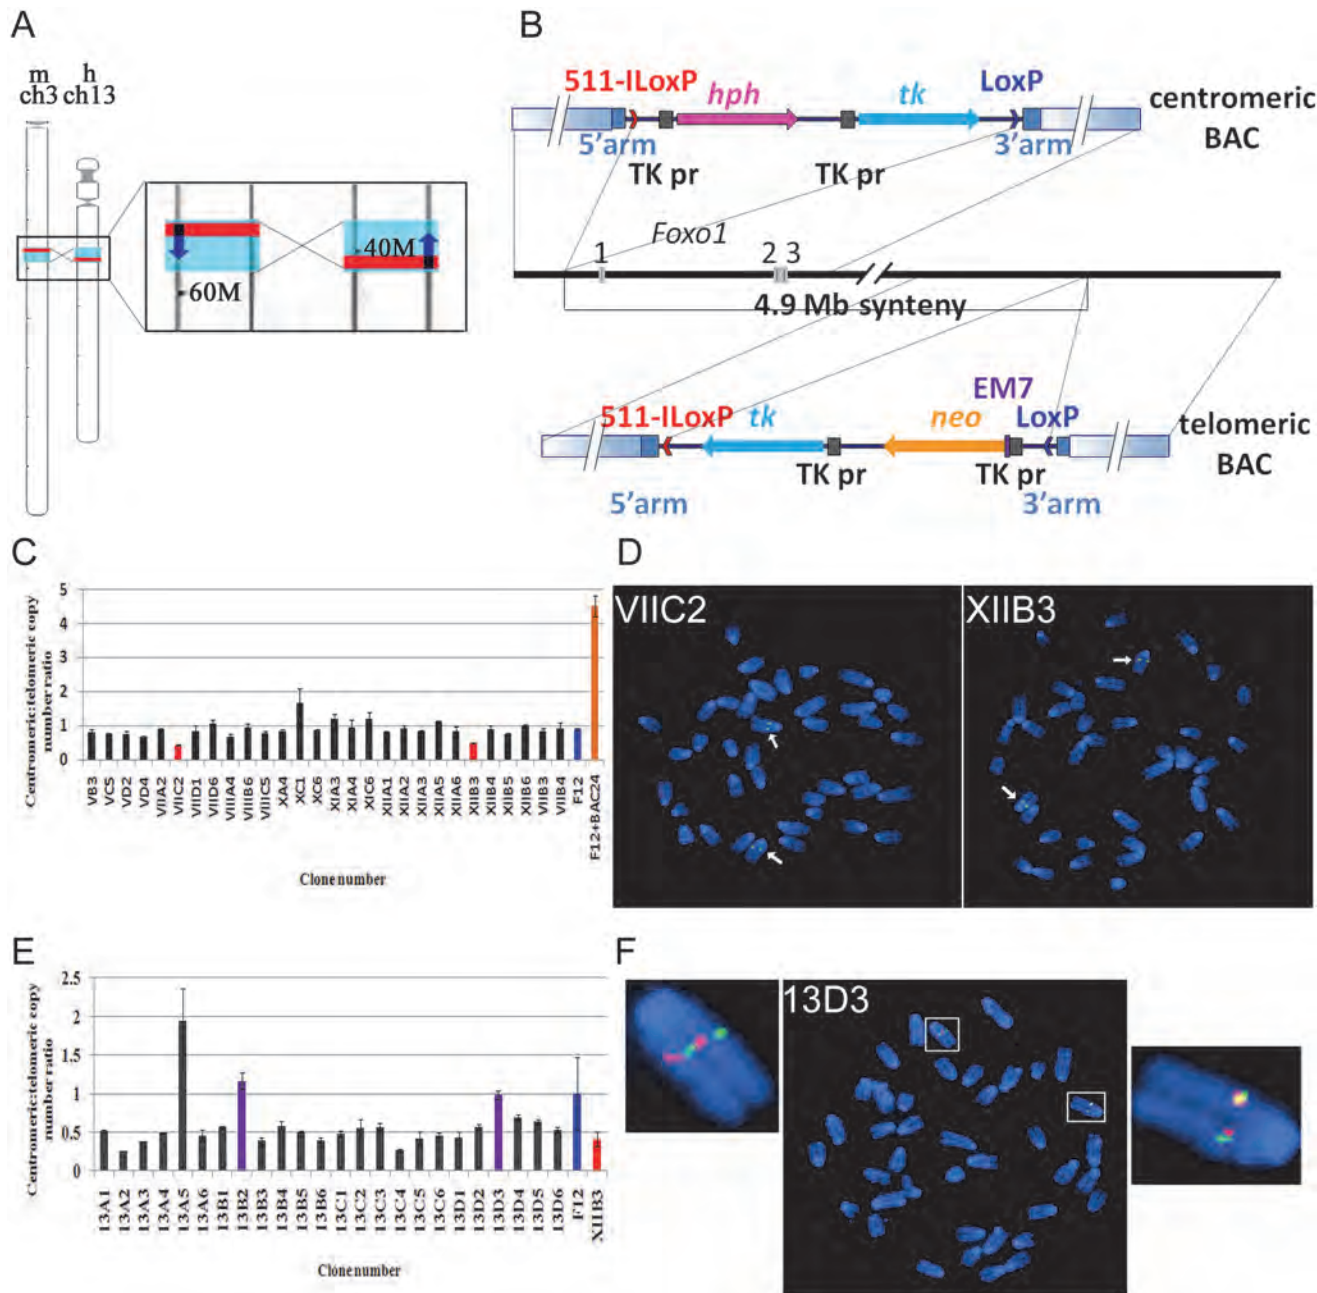 A
m h
ch3 ch13
60M
40M
B
511-ILoxP hph tk LoxP
centromeric
BAC
5'arm 3'arm
TK pr TK pr
Foxo1
1 2 3
4.9 Mb synteny
EM7
511-ILoxP tk neo LoxP
telomeric
BAC
TK pr TK pr
5'arm 3'arm
C
Centromeric:telomeric copy
number ratio
5
4
3
2
1
0
VB3 VC5 VD2 VD4 VIIA2 VIIC2 VIID1 VIID6 VIIIA4 VIIIB6 VIIIC5 XA4 XC1 XC6 XIA3 XIA4 XIC6 XIIA1 XIIA2 XIIA3 XIIA5 XIIA6 XIIB3 XIIB4 XIIB5 XIIB6 VIIB3 VIIB4 F12 F12+BAC24
Clone number
D
VIIC2
XIIB3
E
Centromeric:telomeric copy
number ratio
2.5
2
1.5
1
0.5
0
13A1 13A2 13A3 13A4 13A5 13A6 13B1 13B2 13B3 13B4 13B5 13B6 13C1 13C2 13C3 13C4 13C5 13C6 13D1 13D2 13D3 13D4 13D5 13D6 F12 XIIB3
Clone number
F
13D3